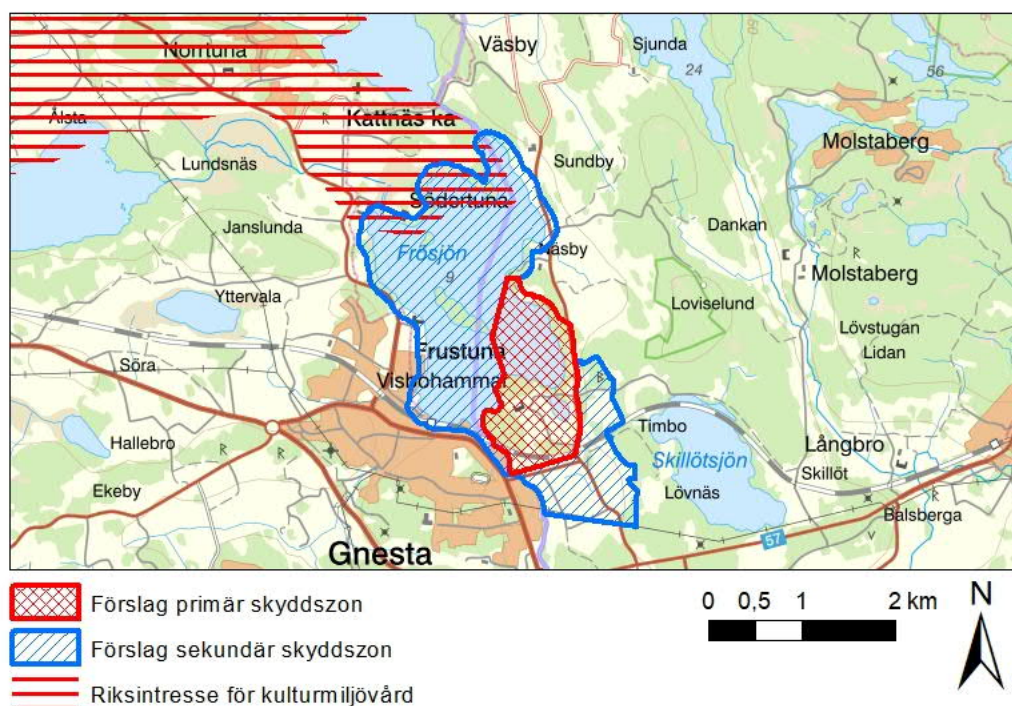 Norrtuna
Väsby
Sjunda
24
56
Ålsta
Kattnäs ka
Molstaberg
Lundsnäs
Sundby
Södertuna
Janslunda
Dankan
Frösjön
Näsby
9
Molstaberg
Yttervala
Loviselund
Lövstugan
Lidan
Frustuna
Söra
Visbohammar
Timbo
Hallebro
Långbro
Skillötsjön
Skillöt
Ekeby
Lövnäs
Balsberga
57
Gnesta
Förslag primär skyddszon
Förslag sekundär skyddszon
Riksintresse för kulturmiljövård
0 0,5 1 2 km
N